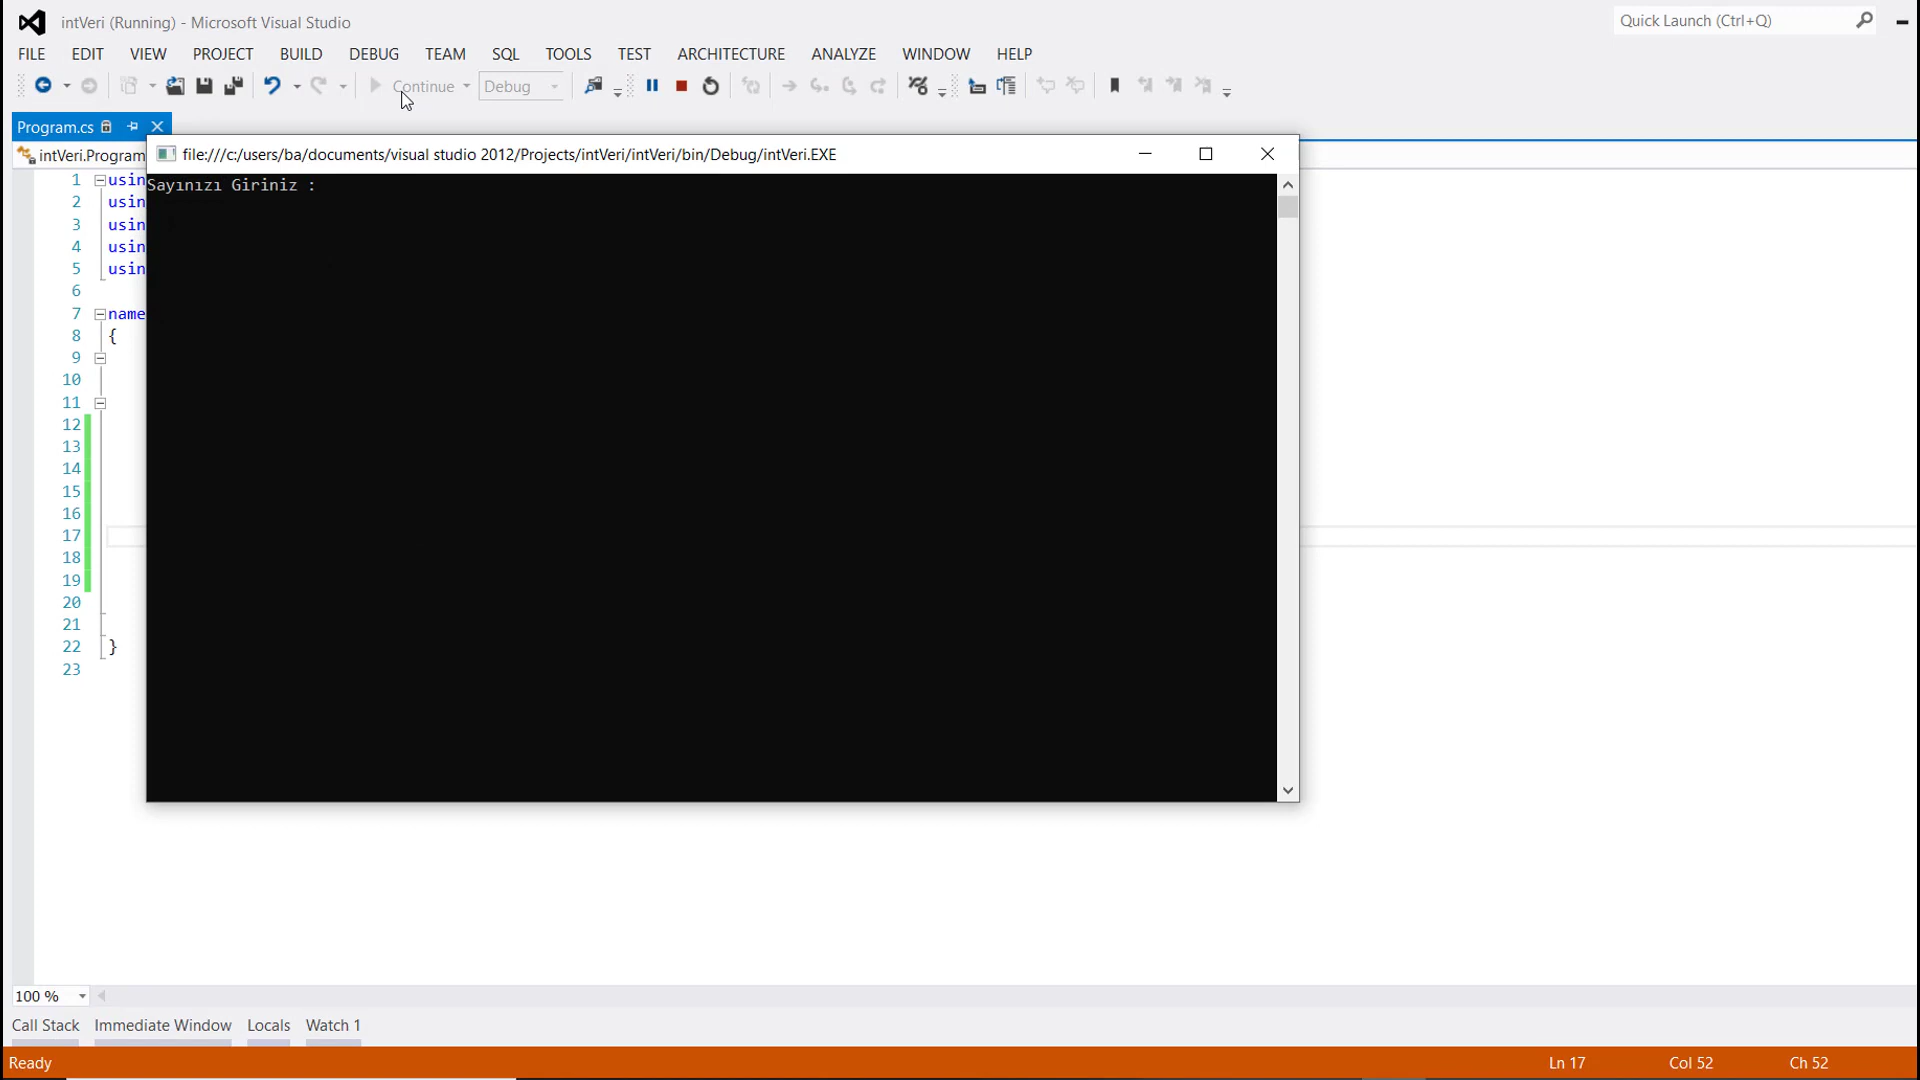 intVeri (Running) - Microsoft Visual Studio
Quick Launch (Ctrl+Q)
FILE EDIT VIEW PROJECT BUILD DEBUG TEAM SQL TOOLS TEST ARCHITECTURE ANALYZE WINDOW HELP
Continue Debug
Program.cs
intVeri.Program
file:///c:/users/ba/documents/visual studio 2012/Projects/intVeri/intVeri/bin/Debug/intVeri.EXE
Sayınızı Giriniz :
1 usin
2 usin
3 usin
4 usin
5 usin
6
7 name
8 {
9
10
11
12
13
14
15
16
17
18
19
20
21
22 }
23
100 %
Call Stack Immediate Window Locals Watch 1
Ready Ln 17 Col 52 Ch 52